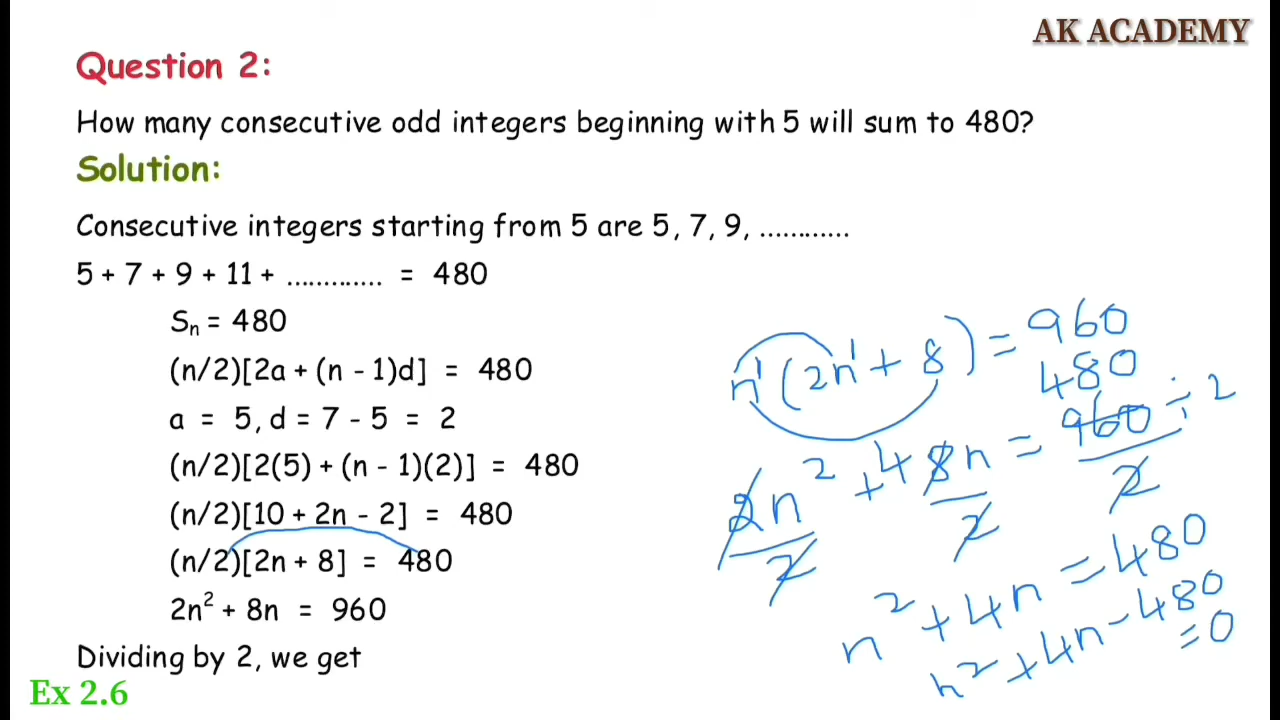 AK ACADEMY
Question 2:
How many consecutive odd integers beginning with 5 will sum to 480?
Solution:
Consecutive integers starting from 5 are 5, 7, 9, ............
5 + 7 + 9 + 11 + ............. = 480
Sₙ = 480
(n/2)[2a + (n - 1)d] = 480
a = 5, d = 7 - 5 = 2
(n/2)[2(5) + (n - 1)(2)] = 480
(n/2)[10 + 2n - 2] = 480
(n/2)[2n + 8] = 480
2n² + 8n = 960
Dividing by 2, we get
Ex 2.6
n¹(2n¹ + 8) = 960
480
2n²/2 + 4 8n/2 = 960/2 ÷ 2
n² + 4n = 480
n² + 4n - 480
= 0